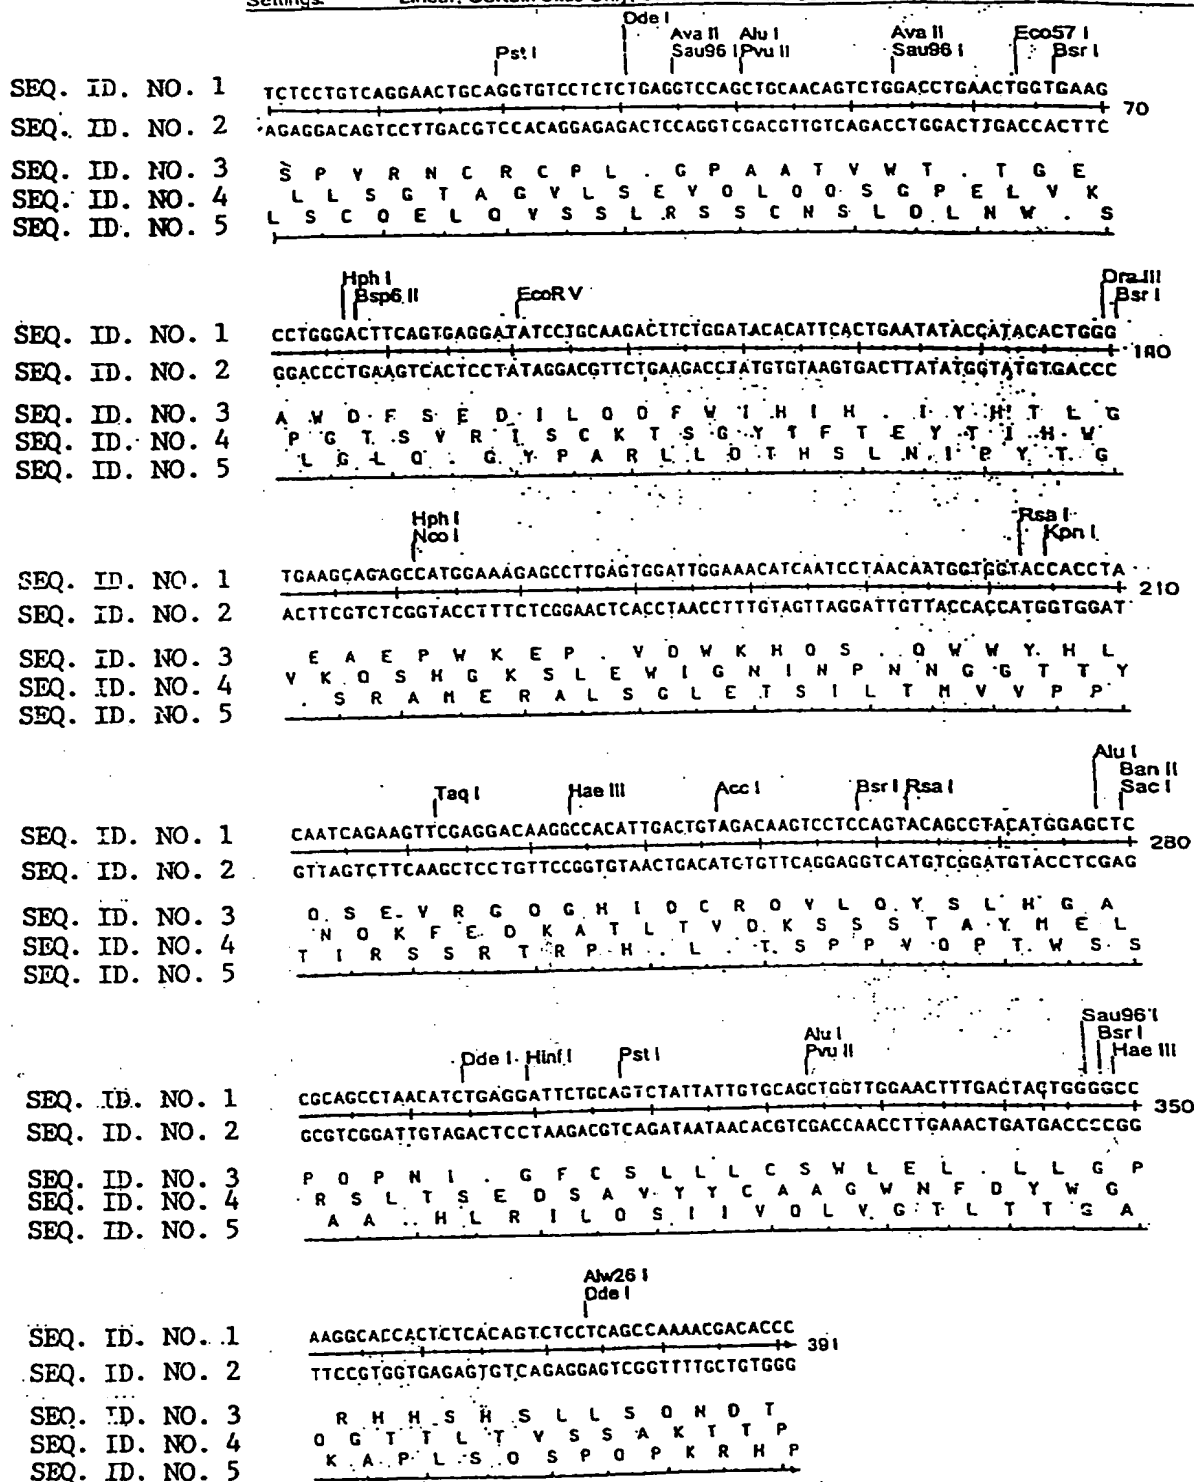 Dde I
Ava II Alu I Ava II Eco57 I
Pst I Sau96 I Pvu II Sau96 I Bsr I
SEQ. ID. NO. 1 TCTCCTGTCAGGAACTGCAGGTGTCCTCTCTGAGGTCCAGCTGCAACAGTCTGGACCTGAACTGGTGAAG
70
SEQ. ID. NO. 2 AGAGGACAGTCCTTGACGTCCACAGGAGAGACTCCAGGTCGACGTTGTCAGACCTGGACTTGACCACTTC
SEQ. ID. NO. 3 S P V R N C R C P L . G P A A T V W T . T G E
SEQ. ID. NO. 4 L L S G T A G V L S E V Q L Q Q S G P E L V K
SEQ. ID. NO. 5 L S C Q E L Q V S S L R S S C N S L D L N W . S
Hph I Dra III
Bsp6 II EcoR V Bsr I
SEQ. ID. NO. 1 CCTGGGACTTCAGTGAGGATATCCTGCAAGACTTCTGGATACACATTCACTGAATATACCATACACTGGG
140
SEQ. ID. NO. 2 GGACCCTGAAGTCACTCCTATAGGACGTTCTGAAGACCTATGTGTAAGTGACTTATATGGTATGTGACCC
SEQ. ID. NO. 3 A W D F S E D I L Q D F W I H I H . I Y H T L G
SEQ. ID. NO. 4 P G T S V R I S C K T S G Y T F T E Y T I H W
SEQ. ID. NO. 5 L G L Q . G Y P A R L L D T H S L N I P Y T G
Hph I Rsa I
Nco I Kpn I
SEQ. ID. NO. 1 TGAAGCAGAGCCATGGAAAGAGCCTTGAGTGGATTGGAAACATCAATCCTAACAATGGTGGTACCACCTA
210
SEQ. ID. NO. 2 ACTTCGTCTCGGTACCTTTCTCGGAACTCACCTAACCTTTGTAGTTAGGATTGTTACCACCATGGTGGAT
SEQ. ID. NO. 3 E A E P W K E P . V D W K H Q S . Q W W Y H L
SEQ. ID. NO. 4 V K Q S H G K S L E W I G N I N P N N G G T T Y
SEQ. ID. NO. 5 . S R A M E R A L S G L E T S I L T M V V P P
Alu I
Ban II
Taq I Hae III Acc I Bsr I Rsa I Sac I
SEQ. ID. NO. 1 CAATCAGAAGTTCGAGGACAAGGCCACATTGACTGTAGACAAGTCCTCCAGTACAGCCTACATGGAGCTC
280
SEQ. ID. NO. 2 GTTAGTCTTCAAGCTCCTGTTCCGGTGTAACTGACATCTGTTCAGGAGGTCATGTCGGATGTACCTCGAG
SEQ. ID. NO. 3 Q S E V R G Q G H I D C R Q V L Q Y S L H G A
SEQ. ID. NO. 4 N Q K F E D K A T L T V D K S S S T A Y M E L
SEQ. ID. NO. 5 T I R S S R T R P H . L . T S P P V Q P T W S S
Sau96 I
Alu I Bsr I
Dde I Hinf I Pst I Pvu II Hae III
SEQ. ID. NO. 1 CGCAGCCTAACATCTGAGGATTCTGCAGTCTATTATTGTGCAGCTGGTTGGAACTTTGACTACTGGGGCC
350
SEQ. ID. NO. 2 GCGTCGGATTGTAGACTCCTAAGACGTCAGATAATAACACGTCGACCAACCTTGAAACTGATGACCCCGG
SEQ. ID. NO. 3 P Q P N I . G F C S L L L C S W L E L . L L G P
SEQ. ID. NO. 4 R S L T S E D S A V Y Y C A A G W N F D Y W G
SEQ. ID. NO. 5 A A . H L R I L Q S I I V Q L V G T L T T G A
Alw26 I
Dde I
SEQ. ID. NO. 1 AAGGCACCACTCTCACAGTCTCCTCAGCCAAAACGACACCC
391
SEQ. ID. NO. 2 TTCCGTGGTGAGAGTGTCAGAGGAGTCGGTTTTGCTGTGGG
SEQ. ID. NO. 3 R H H S H S L L S Q N D T
SEQ. ID. NO. 4 Q G T T L T V S S A K T T P
SEQ. ID. NO. 5 K A P L S Q S P Q P K R H P